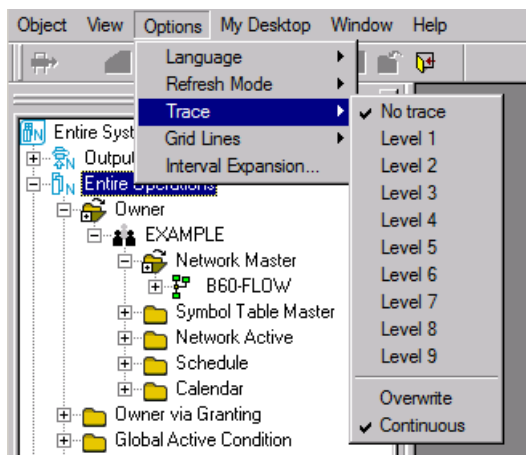 Object View Options My Desktop Window Help
Language
Refresh Mode
Trace
Grid Lines
Interval Expansion...
No trace
Level 1
Level 2
Level 3
Level 4
Level 5
Level 6
Level 7
Level 8
Level 9
Overwrite
Continuous
N Entire Syst
N Output
N Entire Operations
Owner
EXAMPLE
Network Master
B60-FLOW
Symbol Table Master
Network Active
Schedule
Calendar
Owner via Granting
Global Active Condition